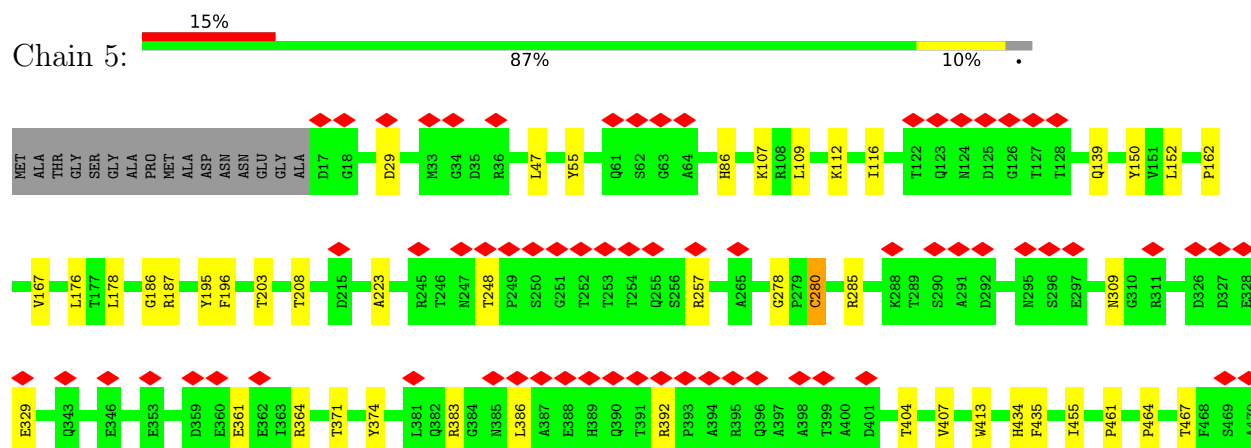 15%
Chain 5:
87% 10% •
MET ALA THR GLY SER GLY ALA PRO MET ALA ASP ASN ASN GLU GLY ALA D17 G18 D29 M33 G34 D35 R36 L47 Y55 Q61 S62 G63 A64 H86 K107 R108 L109 K112 I116 T122 Q123 N124 D125 G126 T127 T128 Q139 Y150 V151 L152 P162
V167 L176 T177 L178 G186 R187 Y195 F196 T203 T208 D215 A223 R245 T246 N247 T248 P249 S250 G251 T252 T253 T254 Q255 S256 R257 A265 G278 P279 C280 R285 K288 T289 S290 A291 D292 N295 S296 E297 N309 G310 R311 D326 D327 E328
E329 Q343 E346 E353 D359 E360 E361 E362 I363 R364 T371 Y374 L381 Q382 R383 G384 N385 L386 A387 E388 H389 Q390 T391 R392 P393 A394 R395 Q396 A397 A398 T399 A400 D401 T404 V407 W413 H434 F435 I455 P461 P464 T467 F468 S469